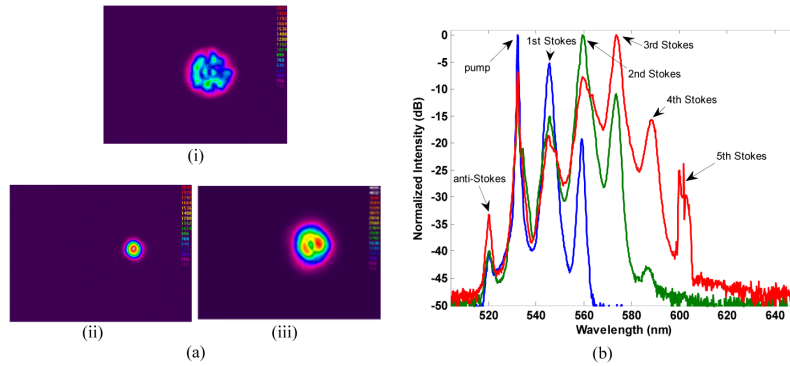 (i)
(ii)
(iii)
(a)
Normalized Intensity (dB)
0
-5
-10
-15
-20
-25
-30
-35
-40
-45
-50
pump
1st Stokes
3rd Stokes
2nd Stokes
4th Stokes
5th Stokes
anti-Stokes
520 540 560 580 600 620 640
Wavelength (nm)
(b)